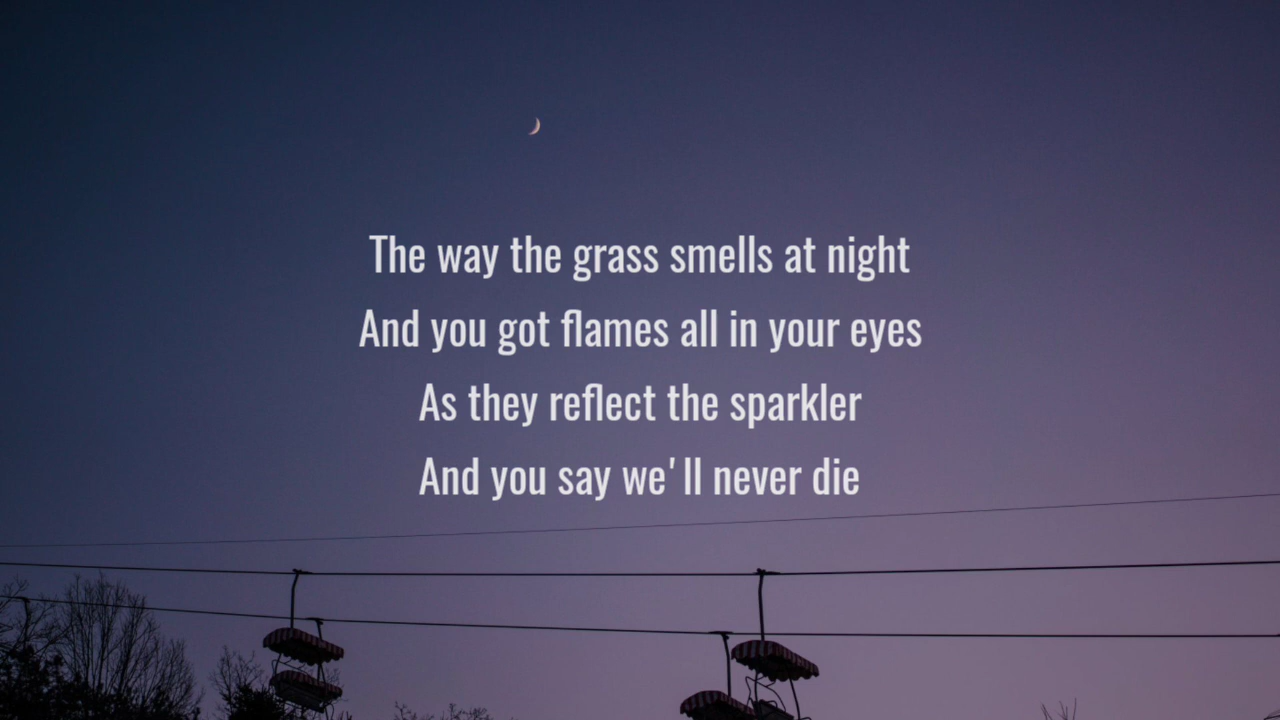 The way the grass smells at night
And you got flames all in your eyes
As they reflect the sparkler
And you say we'll never die